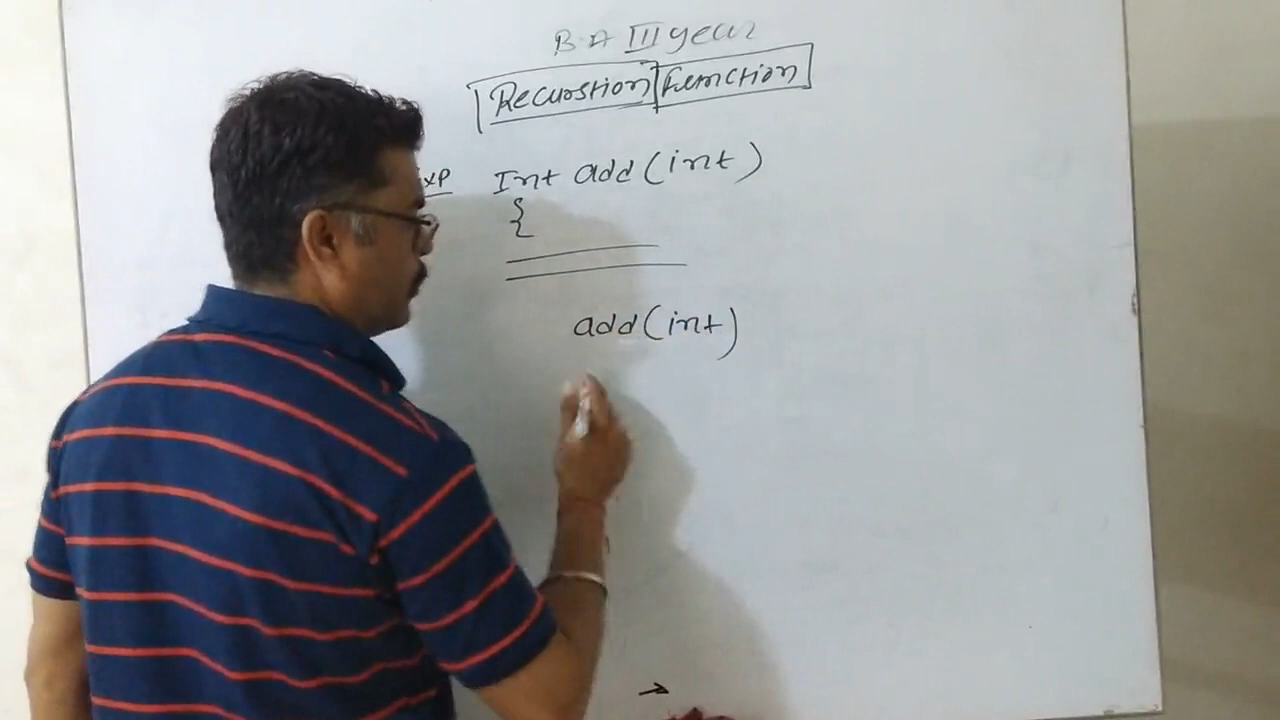 B.A III year
Recurstion Function
Int add (int)
{
add (int)